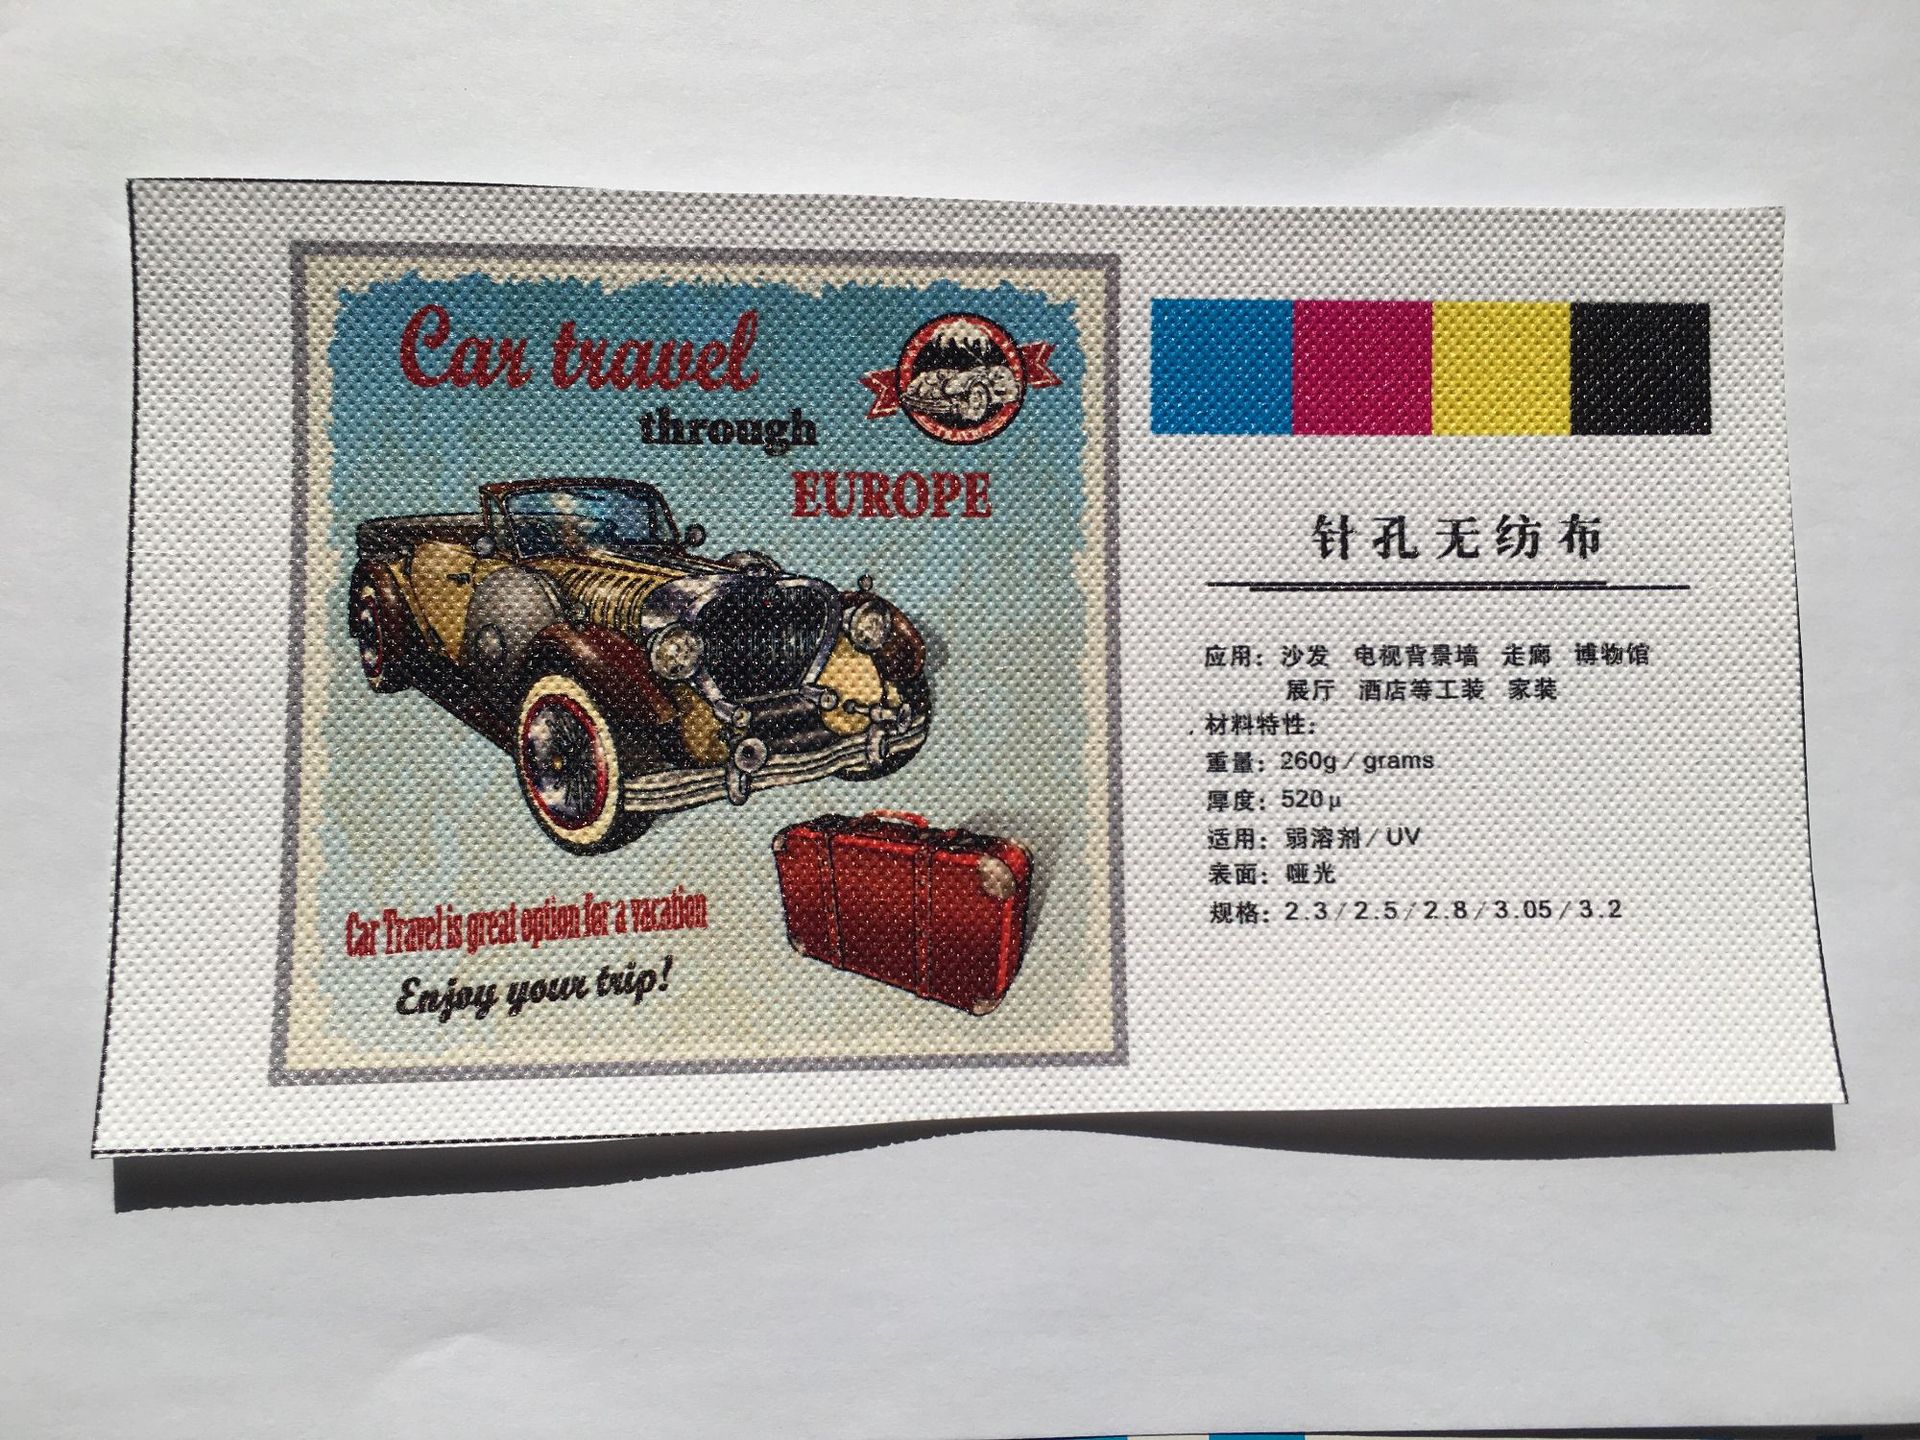 Car travel
through
EUROPE
Car Travel is great option for a vacation
Enjoy your trip!
针孔无纺布
应用：沙发 电视背景墙 走廊 博物馆
展厅 酒店等工装 家装
材料特性：
重量：260g/grams
厚度：520μ
适用：弱溶剂/UV
表面：哑光
规格：2.3/2.5/2.8/3.05/3.2